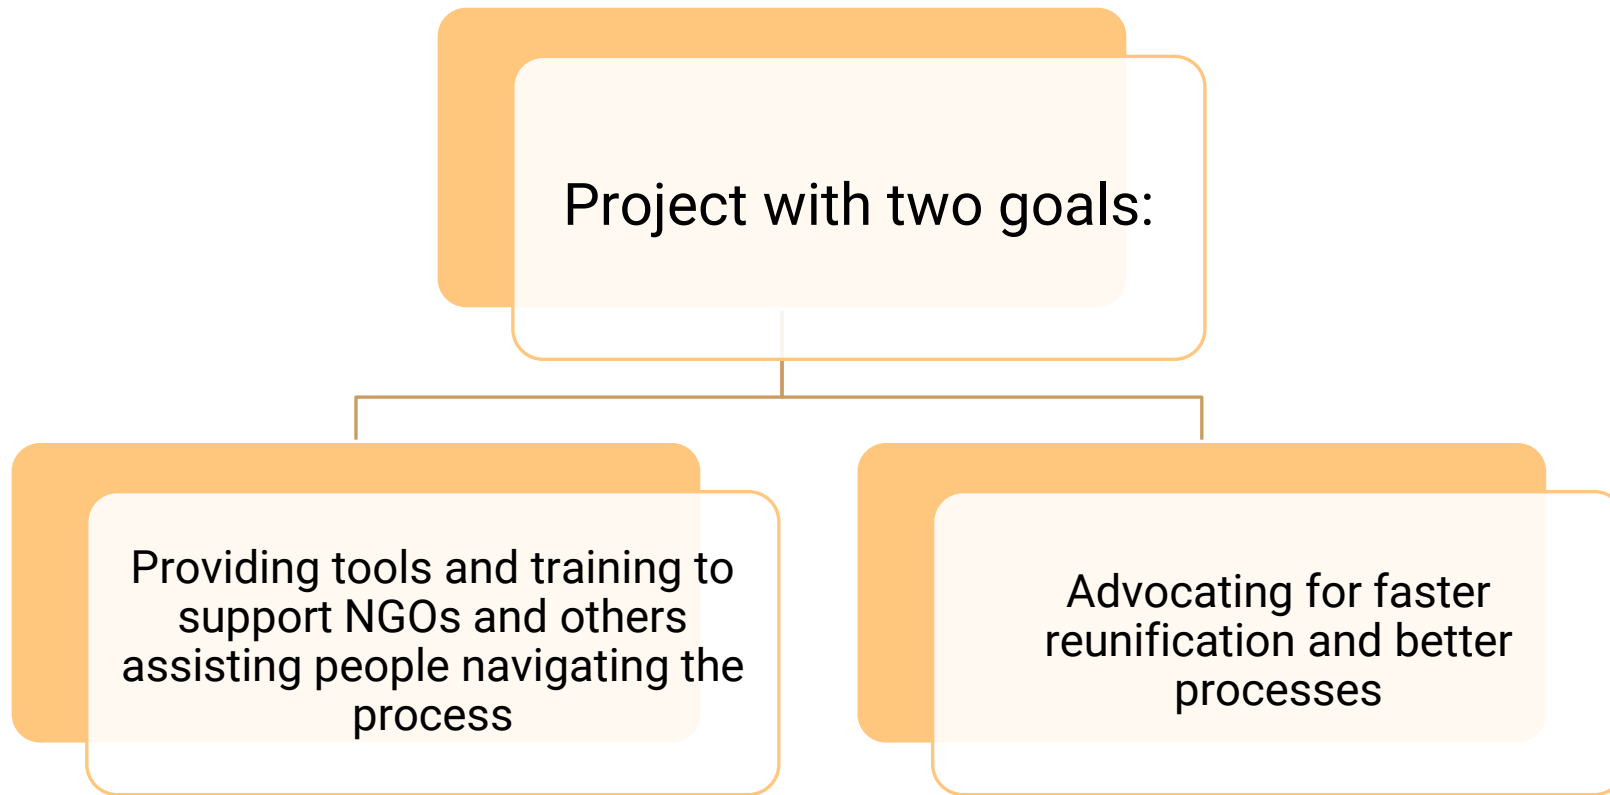 Project with two goals:
Providing tools and training to
support NGOs and others
assisting people navigating the
process
Advocating for faster
reunification and better
processes